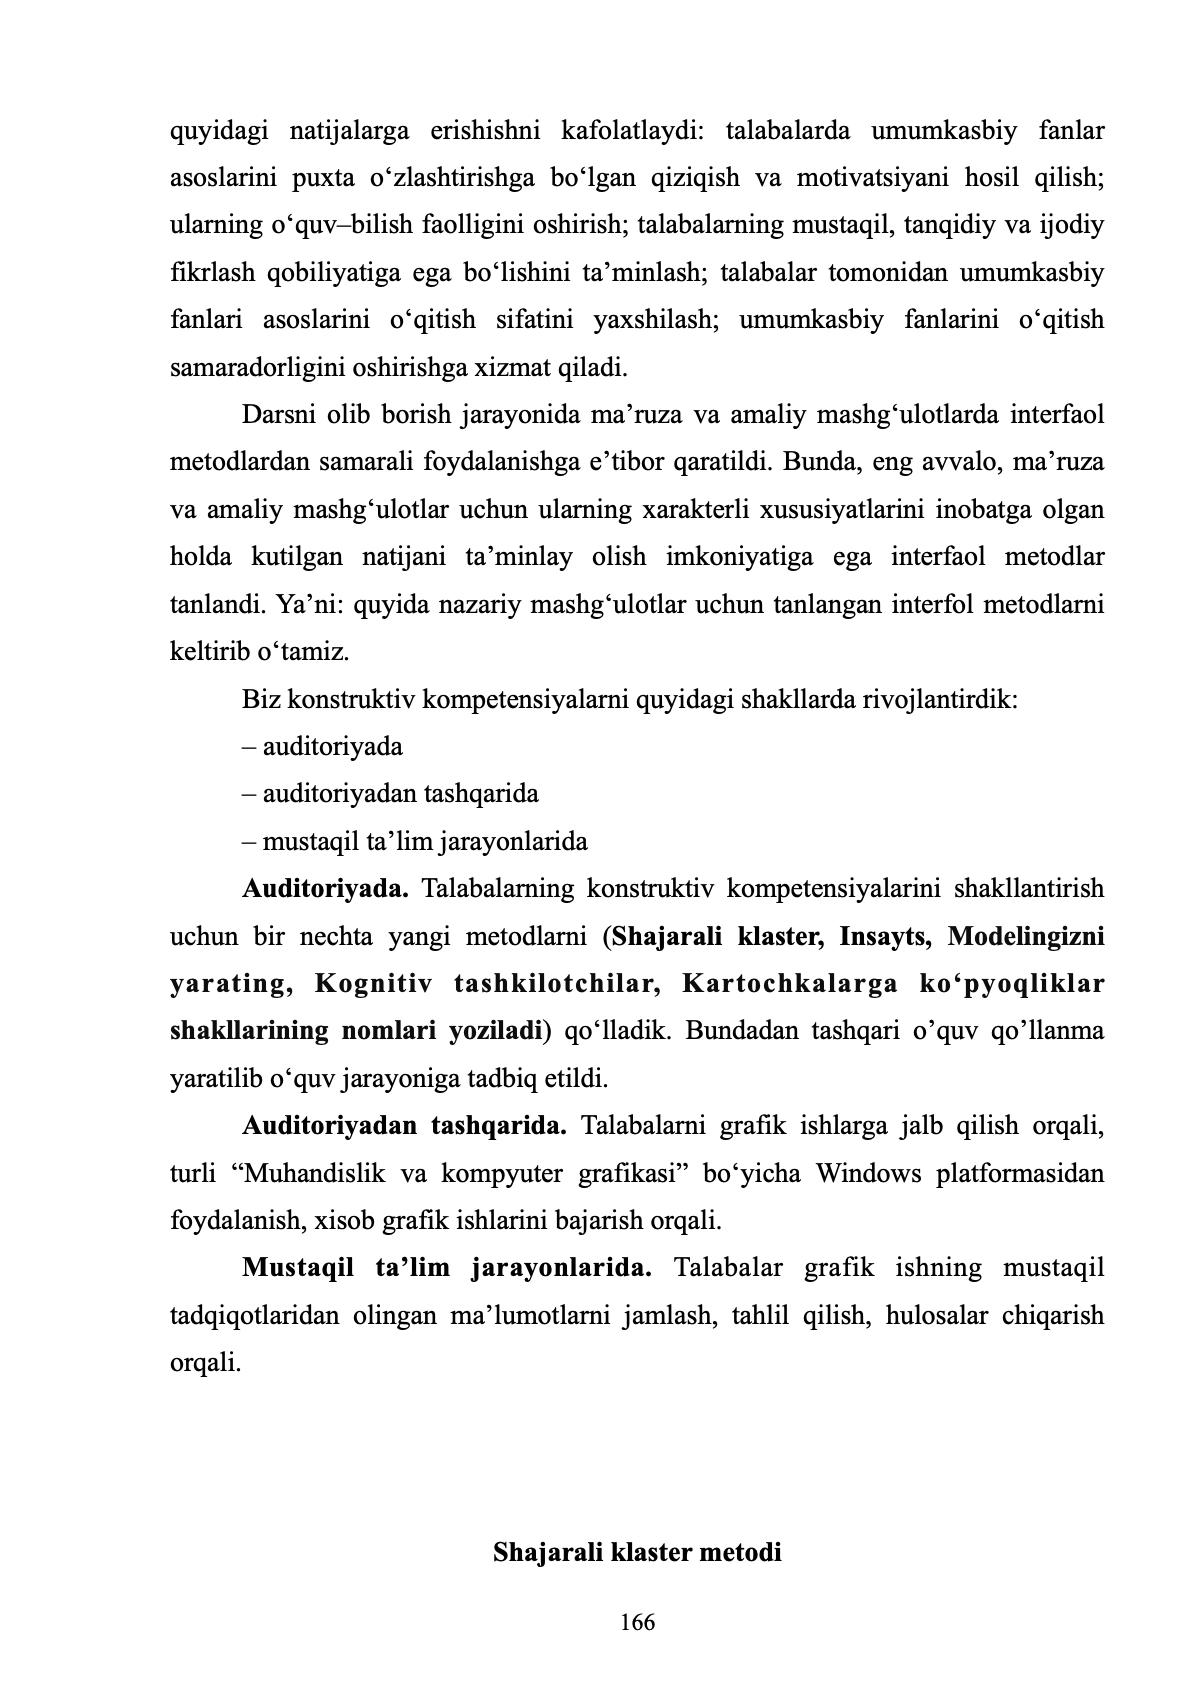 quyidagi natijalarga erishishni kafolatlaydi: talabalarda umumkasbiy fanlar
asoslarini puxta o‘zlashtirishga bo‘lgan qiziqish va motivatsiyani hosil qilish;
ularning o‘quv–bilish faolligini oshirish; talabalarning mustaqil, tanqidiy va ijodiy
fikrlash qobiliyatiga ega bo‘lishini ta’minlash; talabalar tomonidan umumkasbiy
fanlari asoslarini o‘qitish sifatini yaxshilash; umumkasbiy fanlarini o‘qitish
samaradorligini oshirishga xizmat qiladi.
Darsni olib borish jarayonida ma’ruza va amaliy mashg‘ulotlarda interfaol
metodlardan samarali foydalanishga e’tibor qaratildi. Bunda, eng avvalo, ma’ruza
va amaliy mashg‘ulotlar uchun ularning xarakterli xususiyatlarini inobatga olgan
holda kutilgan natijani ta’minlay olish imkoniyatiga ega interfaol metodlar
tanlandi. Ya’ni: quyida nazariy mashg‘ulotlar uchun tanlangan interfol metodlarni
keltirib o‘tamiz.
Biz konstruktiv kompetensiyalarni quyidagi shakllarda rivojlantirdik:
– auditoriyada
– auditoriyadan tashqarida
– mustaqil ta’lim jarayonlarida
Auditoriyada. Talabalarning konstruktiv kompetensiyalarini shakllantirish
uchun bir nechta yangi metodlarni (Shajarali klaster, Insayts, Modelingizni
yarating, Kognitiv tashkilotchilar, Kartochkalarga ko‘pyoqliklar
shakllarining nomlari yoziladi) qo‘lladik. Bundadan tashqari o’quv qo’llanma
yaratilib o‘quv jarayoniga tadbiq etildi.
Auditoriyadan tashqarida. Talabalarni grafik ishlarga jalb qilish orqali,
turli “Muhandislik va kompyuter grafikasi” bo‘yicha Windows platformasidan
foydalanish, xisob grafik ishlarini bajarish orqali.
Mustaqil ta’lim jarayonlarida. Talabalar grafik ishning mustaqil
tadqiqotlaridan olingan ma’lumotlarni jamlash, tahlil qilish, hulosalar chiqarish
orqali.
Shajarali klaster metodi
166